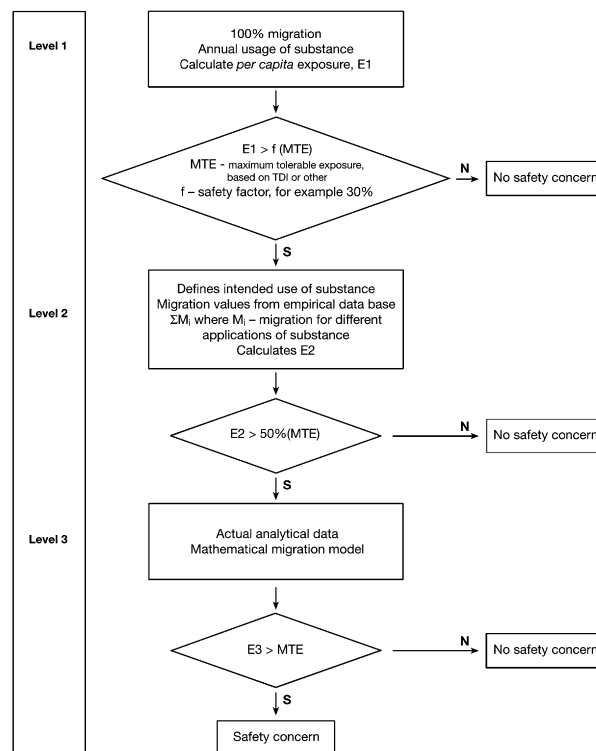 Level 1
100% migration
Annual usage of substance
Calculate per capita exposure, E1
E1 > f (MTE)
MTE - maximum tolerable exposure,
based on TDI or other
f – safety factor, for example 30%
N
No safety concern
S
Level 2
Defines intended use of substance
Migration values from empirical data base
ΣMi where Mi – migration for different
applications of substance
Calculates E2
E2 > 50%(MTE)
N
No safety concern
S
Level 3
Actual analytical data
Mathematical migration model
E3 > MTE
N
No safety concern
S
Safety concern